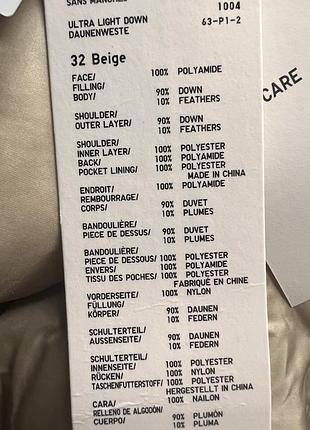 SANS MANCHES
1004
ULTRA LIGHT DOWN 63-P1-2
DAUNENWESTE
32 Beige
FACE/ 100% POLYAMIDE
FILLING/
BODY/ 90% DOWN
10% FEATHERS
SHOULDER/
OUTER LAYER/ 90% DOWN
10% FEATHERS
SHOULDER/
INNER LAYER/ 100% POLYESTER
BACK/ 100% POLYAMIDE
POCKET LINING/ 100% POLYESTER
MADE IN CHINA
ENDROIT/ 100% POLYAMIDE
REMBOURRAGE/
CORPS/ 90% DUVET
10% PLUMES
BANDOULIÈRE/
PIECE DE DESSUS/ 90% DUVET
10% PLUMES
BANDOULIÈRE/
PIECE DE DESSOUS/ 100% POLYESTER
ENVERS/ 100% POLYAMIDE
TISSU DES POCHES/ 100% POLYESTER
FABRIQUÉ EN CHINE
VORDERSEITE/ 100% NYLON
FÜLLUNG/
KÖRPER/ 90% DAUNEN
10% FEDERN
SCHULTERTEIL/
AUSSENSEITE/ 90% DAUNEN
10% FEDERN
SCHULTERTEIL/
INNENSEITE/ 100% POLYESTER
RÜCKEN/ 100% NYLON
TASCHENFUTTERSTOFF/ 100% POLYESTER
HERGESTELLT IN CHINA
CARA/ 100% NAILON
RELLENO DE ALGODÓN/
CUERPO/ 90% PLUMÓN
10% PLUMA
CARE